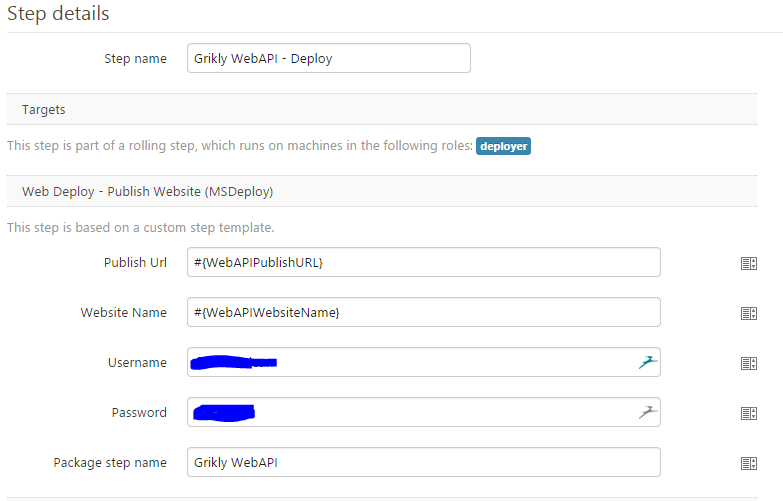 Step details
Step name Grikly WebAPI - Deploy
Targets
This step is part of a rolling step, which runs on machines in the following roles: deployer
Web Deploy - Publish Website (MSDeploy)
This step is based on a custom step template.
Publish Url #{WebAPIPublishURL}
Website Name #{WebAPIWebsiteName}
Username
Password
Package step name Grikly WebAPI